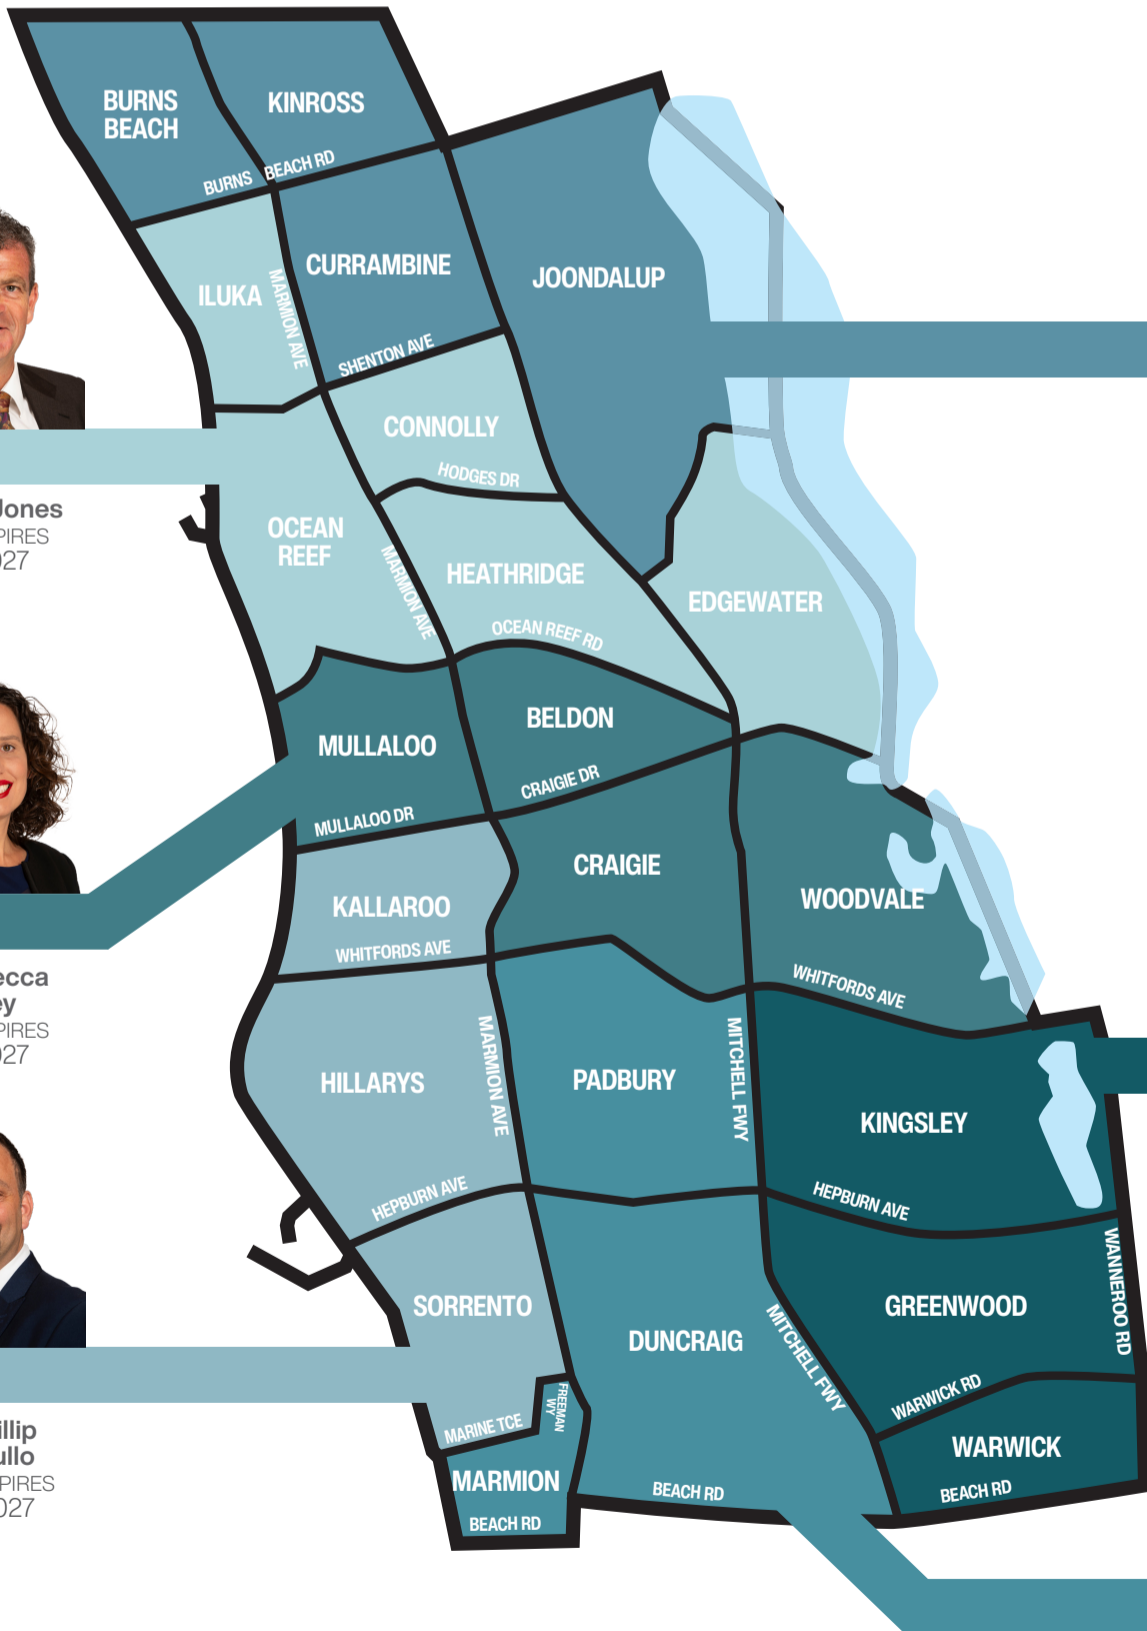 BURNS
BEACH
KINROSS
BURNS BEACH RD
ILUKA
MARMION AVE
CURRAMBINE
JOONDALUP
SHENTON AVE
CONNOLLY
HODGES DR
Jones
PIRES
027
OCEAN
REEF
MARMION AVE
HEATHRIDGE
OCEAN REEF RD
EDGEWATER
MULLALOO
BELDON
CRAIGIE DR
MULLALOO DR
CRAIGIE
KALLAROO
WOODVALE
WHITFORDS AVE
WHITFORDS AVE
ecca
ey
PIRES
027
HILLARYS
MARMION AVE
PADBURY
MITCHELL FWY
KINGSLEY
HEPBURN AVE
HEPBURN AVE
WANNEROO RD
SORRENTO
DUNCRAIG
MITCHELL FWY
GREENWOOD
WARWICK RD
FREEMAN
WY
MARINE TCE
WARWICK
MARMION
BEACH RD
BEACH RD
BEACH RD
illip
ullo
PIRES
027